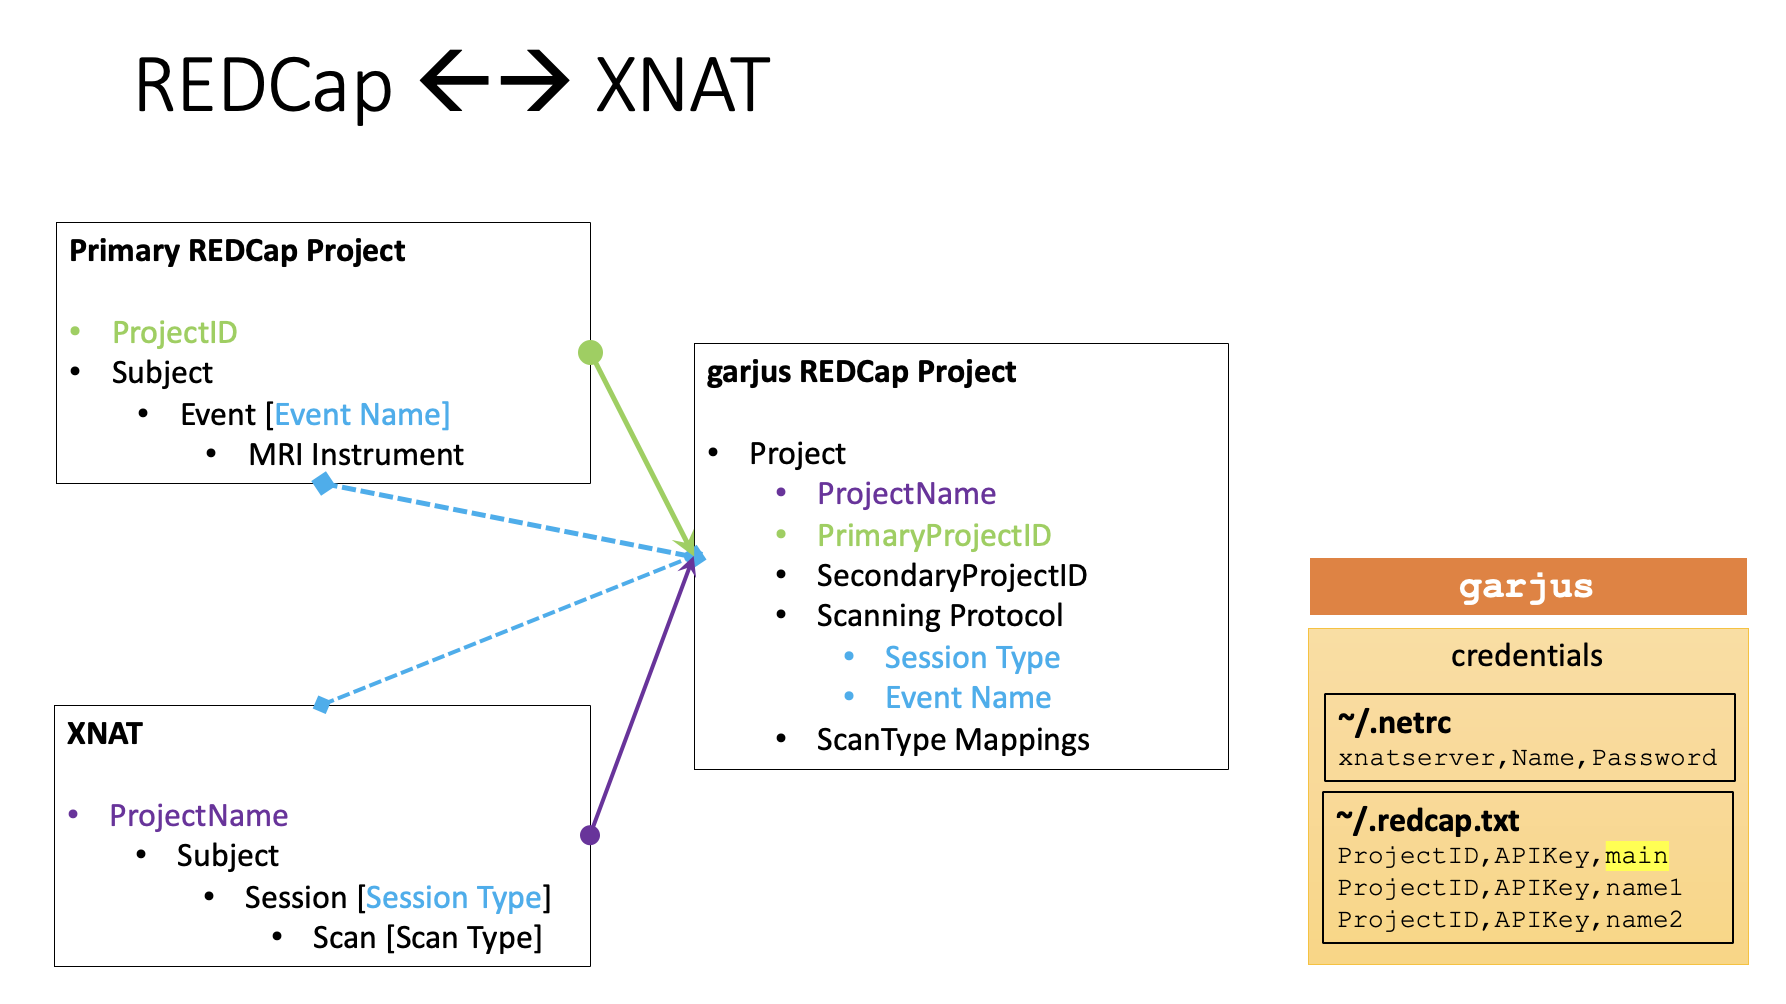 REDCap ←→ XNAT
Primary REDCap Project
• ProjectID
• Subject
• Event [Event Name]
• MRI Instrument
garjus REDCap Project
• Project
• ProjectName
• PrimaryProjectID
• SecondaryProjectID
• Scanning Protocol
• Session Type
• Event Name
• ScanType Mappings
XNAT
• ProjectName
• Subject
• Session [Session Type]
• Scan [Scan Type]
garjus
credentials
~/.netrc
xnatserver,Name,Password
~/.redcap.txt
ProjectID,APIKey,main
ProjectID,APIKey,name1
ProjectID,APIKey,name2